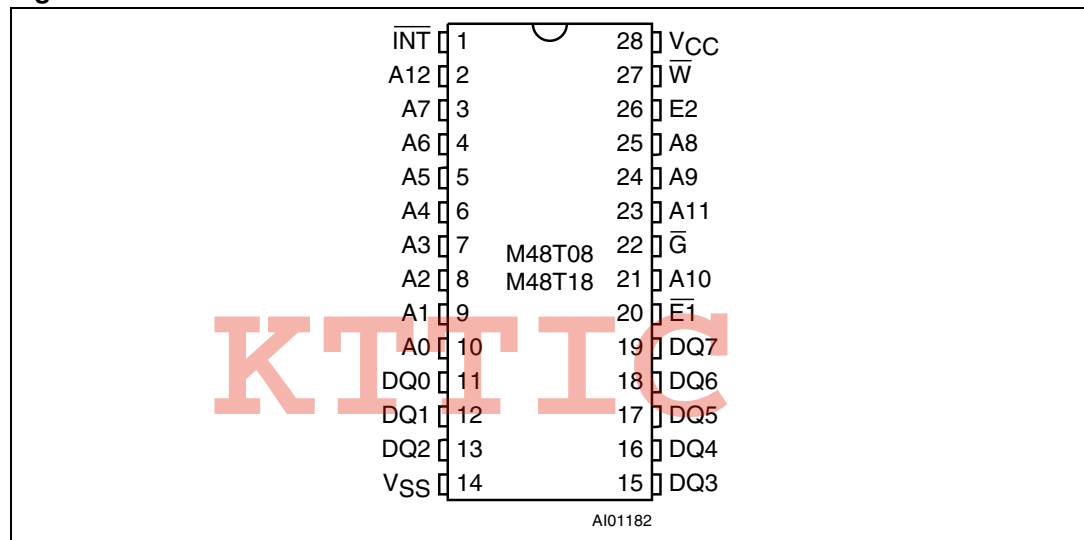 I̅N̅T̅ 1 28 VCC
A12 2 27 W̅
A7 3 26 E2
A6 4 25 A8
A5 5 24 A9
A4 6 23 A11
A3 7 22 G̅
M48T08
A2 8 M48T18 21 A10
A1 9 20 E̅1̅
A0 10 19 DQ7
KTTIC
DQ0 11 18 DQ6
DQ1 12 17 DQ5
DQ2 13 16 DQ4
VSS 14 15 DQ3
AI01182